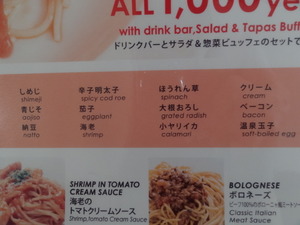 ALL 1,000 ye
with drink bar,Salad & Tapas Buff
ドリンクバーとサラダ&惣菜ビュッフェのセットで
しめじ 辛子明太子 ほうれん草 クリーム
shimeji spicy cod roe spinach cream
青じそ 茄子 大根おろし ベーコン
aojiso eggplant grated radish bacon
納豆 海老 小ヤリイカ 温泉玉子
natto shrimp calamari soft-boiled egg
SHRIMP IN TOMATO
CREAM SAUCE
海老の
トマトクリームソース
Shrimp,tomato Cream Sauce
BOLOGNESE
ボロネーズ
Classic Italian
Meat Sauce